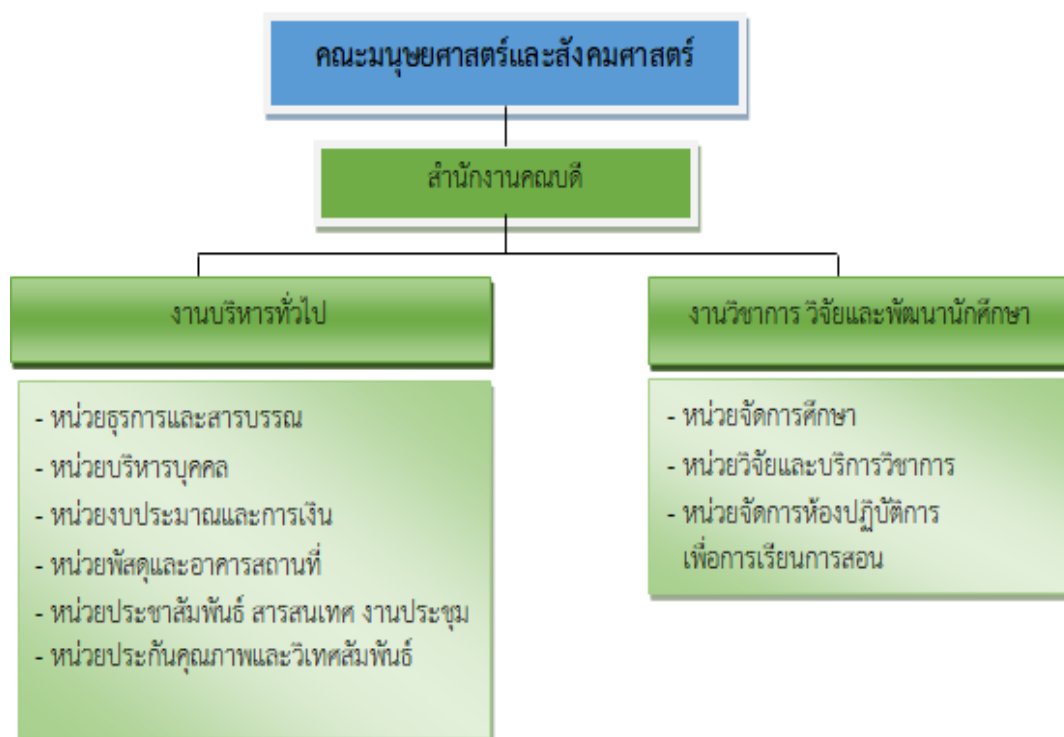 คณะมนุษยศาสตร์และสังคมศาสตร์
สำนักงานคณบดี
งานบริหารทั่วไป
- หน่วยธุรการและสารบรรณ
- หน่วยบริหารบุคคล
- หน่วยงบประมาณและการเงิน
- หน่วยพัสดุและอาคารสถานที่
- หน่วยประชาสัมพันธ์ สารสนเทศ งานประชุม
- หน่วยประกันคุณภาพและวิเทศสัมพันธ์
งานวิชาการ วิจัยและพัฒนานักศึกษา
- หน่วยจัดการศึกษา
- หน่วยวิจัยและบริการวิชาการ
- หน่วยจัดการห้องปฏิบัติการ
เพื่อการเรียนการสอน